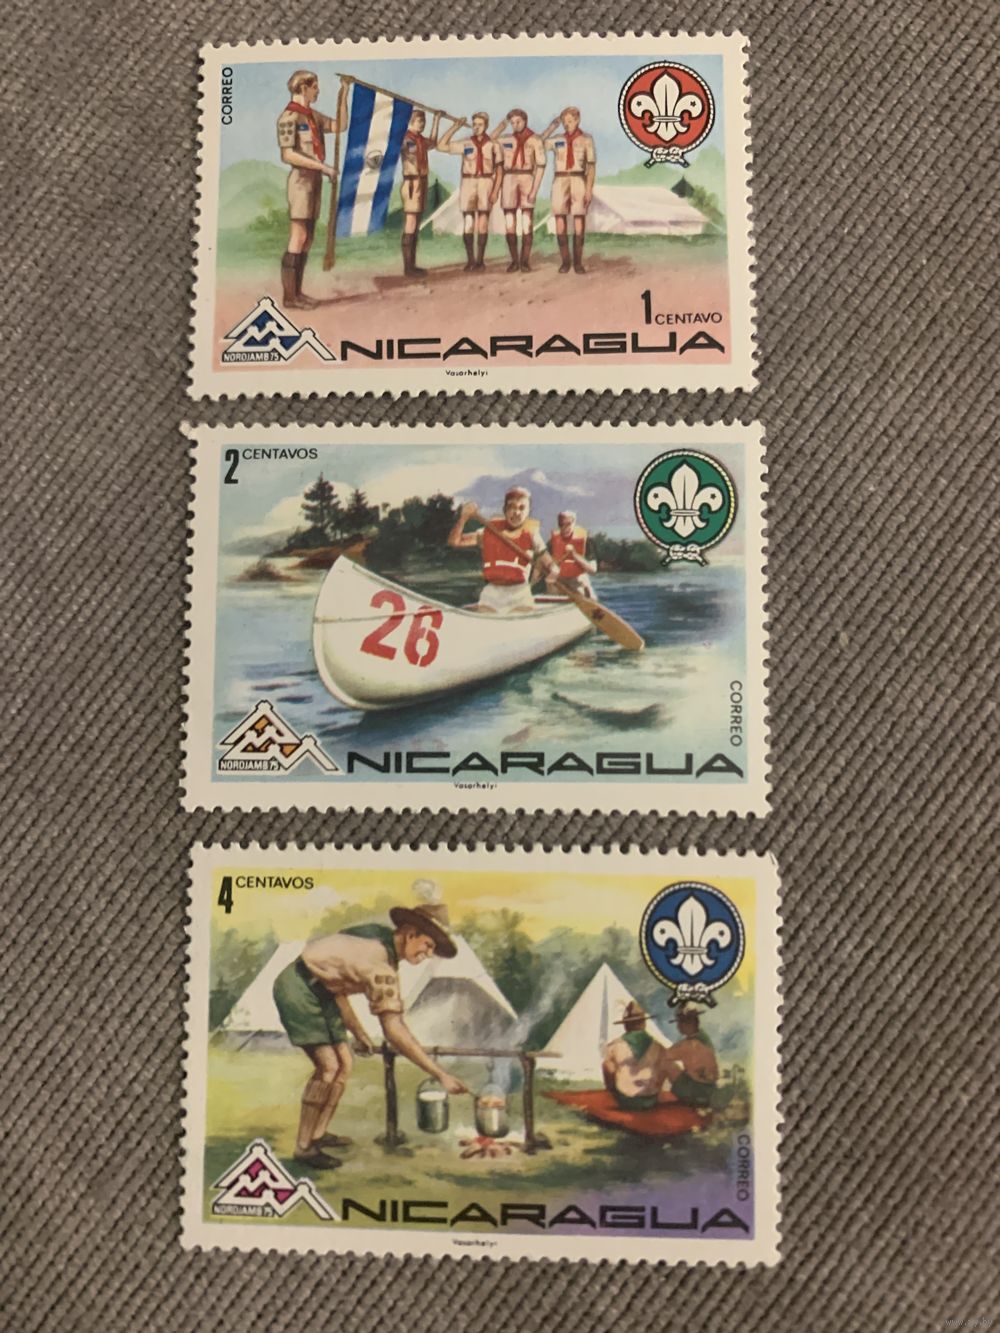 CORREO
1 CENTAVO
NORDJAMB 75
NICARAGUA
Vasarhelyi
2 CENTAVOS
26
CORREO
NORDJAMB 75
NICARAGUA
Vasarhelyi
4 CENTAVOS
CORREO
NORDJAMB 75
NICARAGUA
Vasarhelyi